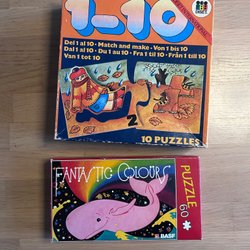 1-10
Del 1 al 10 · Match and make · Von 1 bis 10
Dal 1 al 10 · Du 1 au 10 · Fra 1 til 10 · Från 1 till 10
Van 1 tot 10
2
10 PUZZLES
FANTASTIC COLOURS
PUZZLE
60
BASF